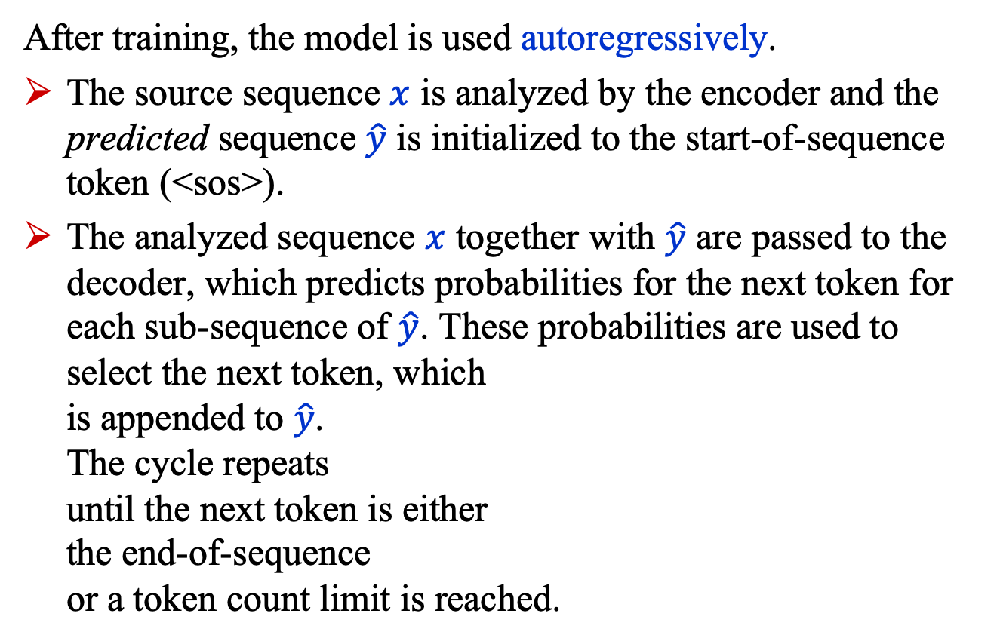 After training, the model is used autoregressively.
➢ The source sequence x is analyzed by the encoder and the
predicted sequence ŷ is initialized to the start-of-sequence
token (<sos>).
➢ The analyzed sequence x together with ŷ are passed to the
decoder, which predicts probabilities for the next token for
each sub-sequence of ŷ. These probabilities are used to
select the next token, which
is appended to ŷ.
The cycle repeats
until the next token is either
the end-of-sequence
or a token count limit is reached.